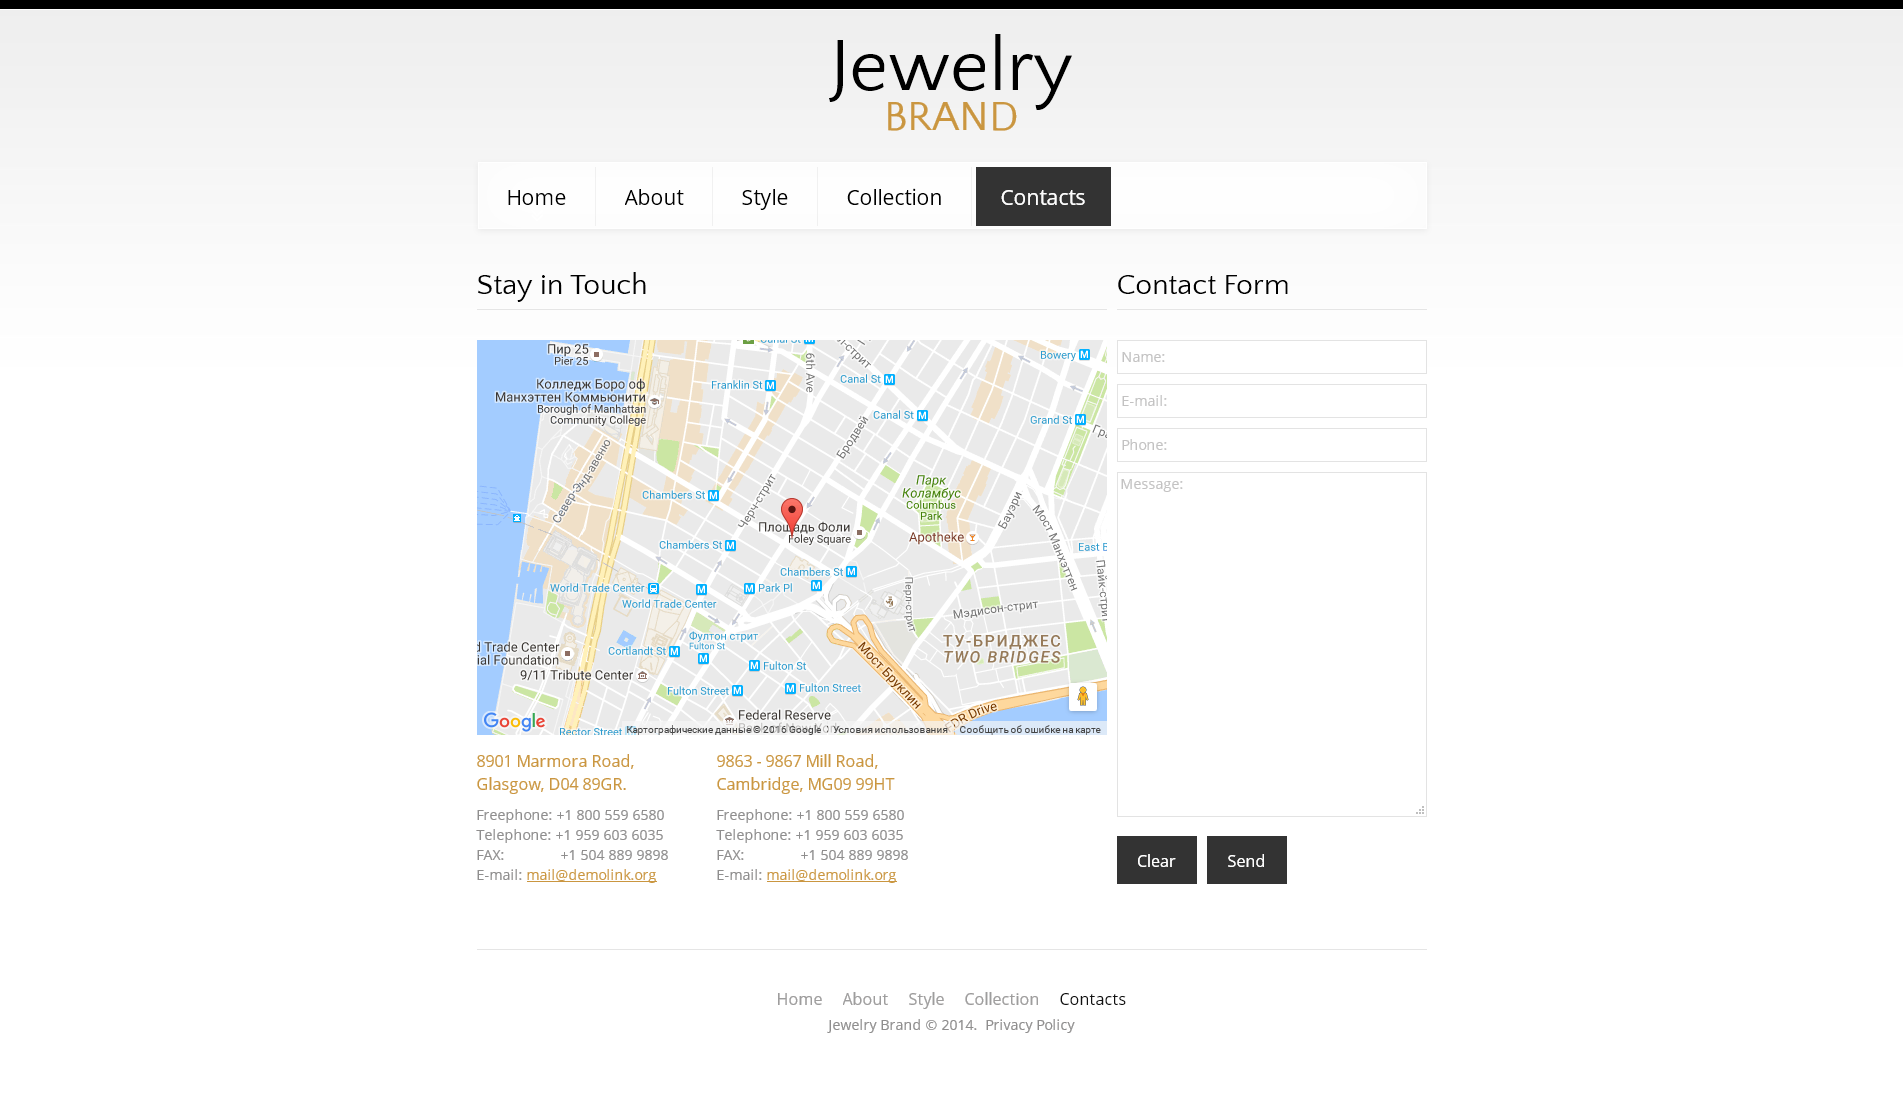 Jewelry
BRAND
Home
About
Style
Collection
Contacts
Stay in Touch
Contact Form
Пир 25
Pier 25
Canal St
6th Ave
Bowery
Колледж Боро оф
Манхэттен Коммьюнити
Borough of Manhattan
Community College
Franklin St
Canal St
Canal St
Grand St
Бродвей
Север-Энд-авеню
Chambers St
Черч-стрит
Парк
Коламбус
Columbus
Park
Бауэри
Мост Манхэттен
Площадь Фоли
Foley Square
Apotheke
Chambers St
East B
Chambers St
Park Pl
World Trade Center
World Trade Center
Перл-стрит
Мэдисон-стрит
Пайк-стрит
Фултон стрит
Fulton St
ТУ-БРИДЖЕС
TWO BRIDGES
Cortlandt St
Fulton St
Мост Бруклин
d Trade Center
ial Foundation
9/11 Tribute Center
Fulton Street
Fulton Street
DR Drive
Federal Reserve
Google
Rector Street
Картографические данные © 2016 Google
Условия использования
Сообщить об ошибке на карте
Name:
E-mail:
Phone:
Message:
Clear
Send
8901 Marmora Road,
Glasgow, D04 89GR.
Freephone: +1 800 559 6580
Telephone: +1 959 603 6035
FAX: +1 504 889 9898
E-mail: mail@demolink.org
9863 - 9867 Mill Road,
Cambridge, MG09 99HT
Freephone: +1 800 559 6580
Telephone: +1 959 603 6035
FAX: +1 504 889 9898
E-mail: mail@demolink.org
Home About Style Collection Contacts
Jewelry Brand © 2014. Privacy Policy